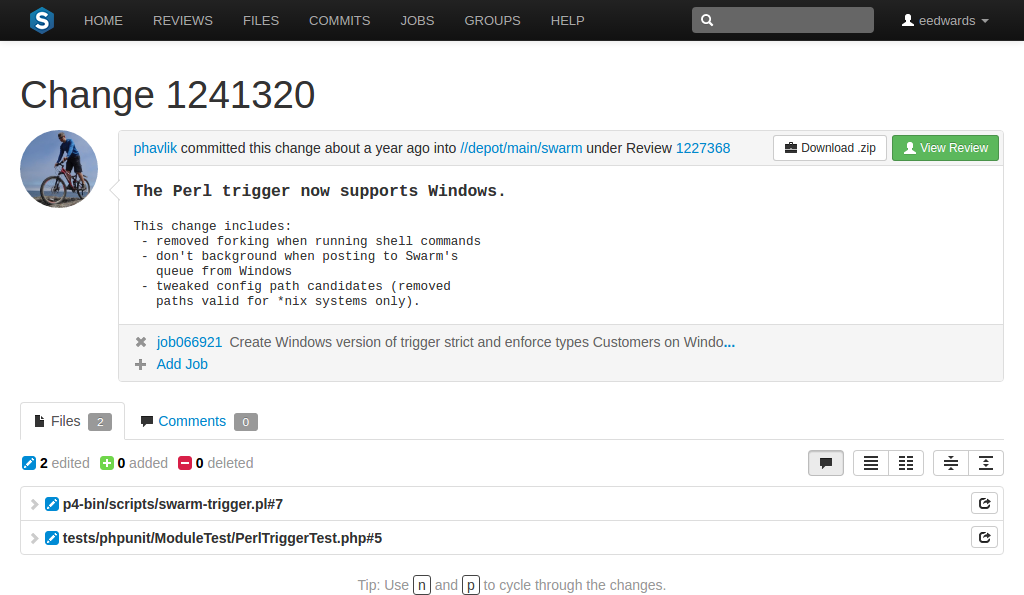 S HOME REVIEWS FILES COMMITS JOBS GROUPS HELP eedwards
Change 1241320
phavlik committed this change about a year ago into //depot/main/swarm under Review 1227368 Download .zip View Review
The Perl trigger now supports Windows.
This change includes:
- removed forking when running shell commands
- don't background when posting to Swarm's
queue from Windows
- tweaked config path candidates (removed
paths valid for *nix systems only).
job066921 Create Windows version of trigger strict and enforce types Customers on Windo...
Add Job
Files 2 Comments 0
2 edited 0 added 0 deleted
p4-bin/scripts/swarm-trigger.pl#7
tests/phpunit/ModuleTest/PerlTriggerTest.php#5
Tip: Use n and p to cycle through the changes.